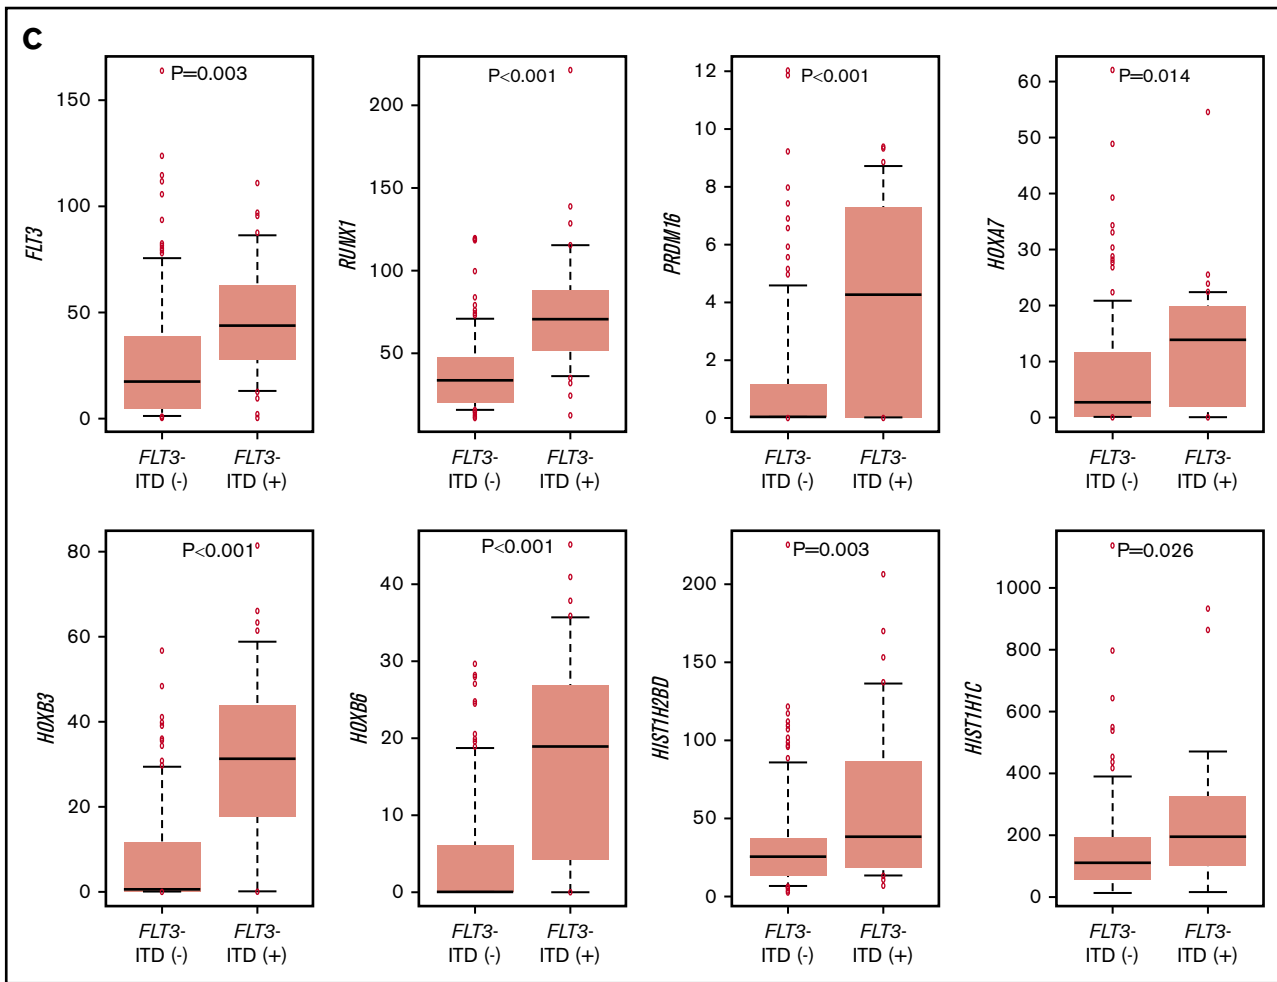 C
P=0.003
150
100
50
0
FLT3
FLT3-
ITD (-)
FLT3-
ITD (+)
P<0.001
200
150
100
50
RUNX1
FLT3-
ITD (-)
FLT3-
ITD (+)
P<0.001
12
10
8
6
4
2
0
PRDM16
FLT3-
ITD (-)
FLT3-
ITD (+)
P=0.014
60
50
40
30
20
10
0
HOXA7
FLT3-
ITD (-)
FLT3-
ITD (+)
P<0.001
80
60
40
20
0
HOXB3
FLT3-
ITD (-)
FLT3-
ITD (+)
P<0.001
40
30
20
10
0
HOXB6
FLT3-
ITD (-)
FLT3-
ITD (+)
P=0.003
200
150
100
50
0
HIST1H2BD
FLT3-
ITD (-)
FLT3-
ITD (+)
P=0.026
1000
800
600
400
200
0
HIST1H1C
FLT3-
ITD (-)
FLT3-
ITD (+)